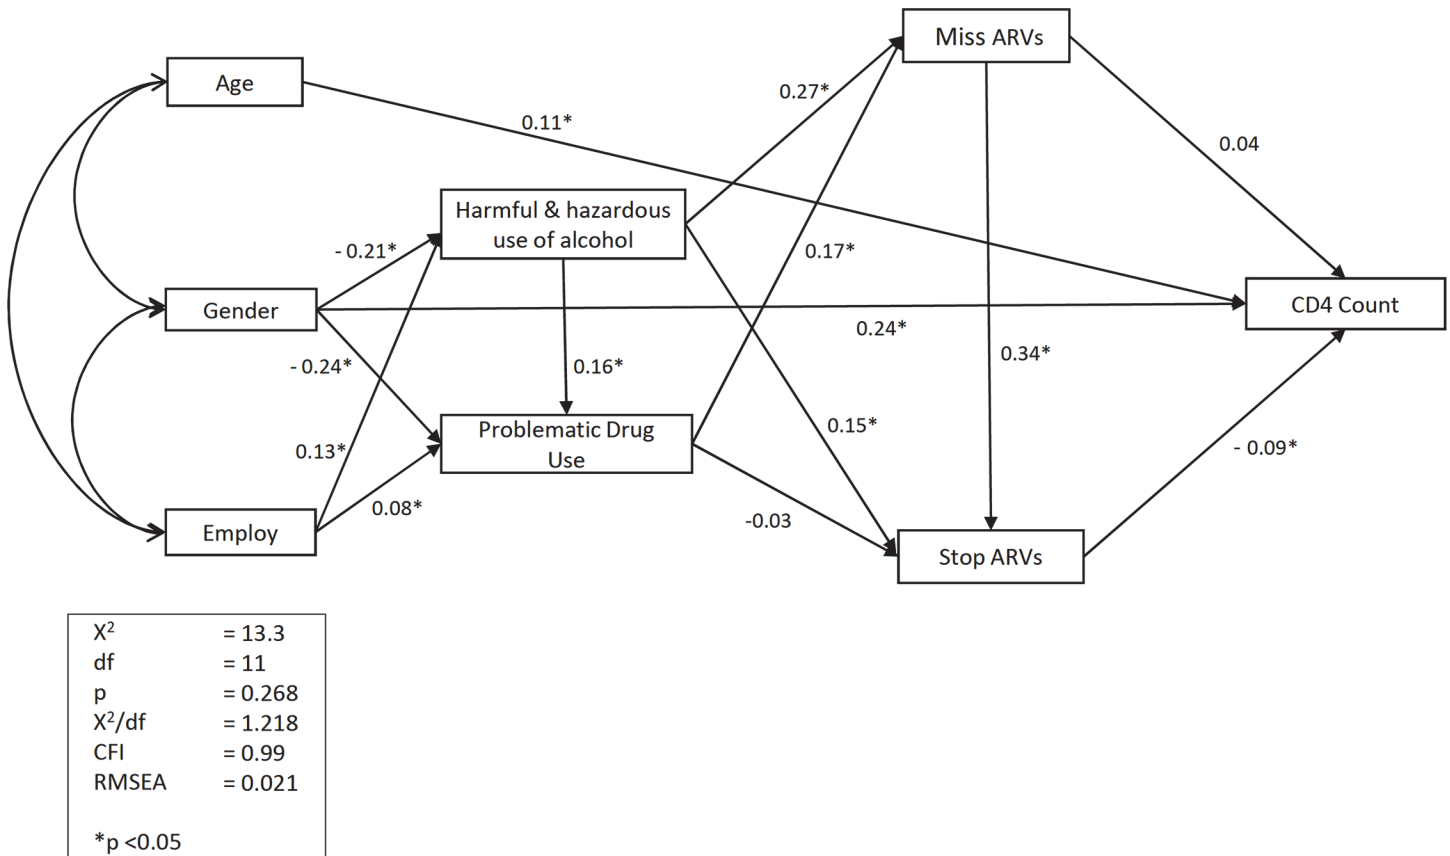 Miss ARVs
Age
0.27*
0.11*
0.04
Harmful & hazardous
use of alcohol
- 0.21*
0.17*
Gender
CD4 Count
0.24*
- 0.24*
0.16*
0.34*
Problematic Drug
Use
0.15*
0.13*
- 0.09*
0.08*
-0.03
Employ
Stop ARVs
X² = 13.3
df = 11
p = 0.268
X²/df = 1.218
CFI = 0.99
RMSEA = 0.021
*p <0.05